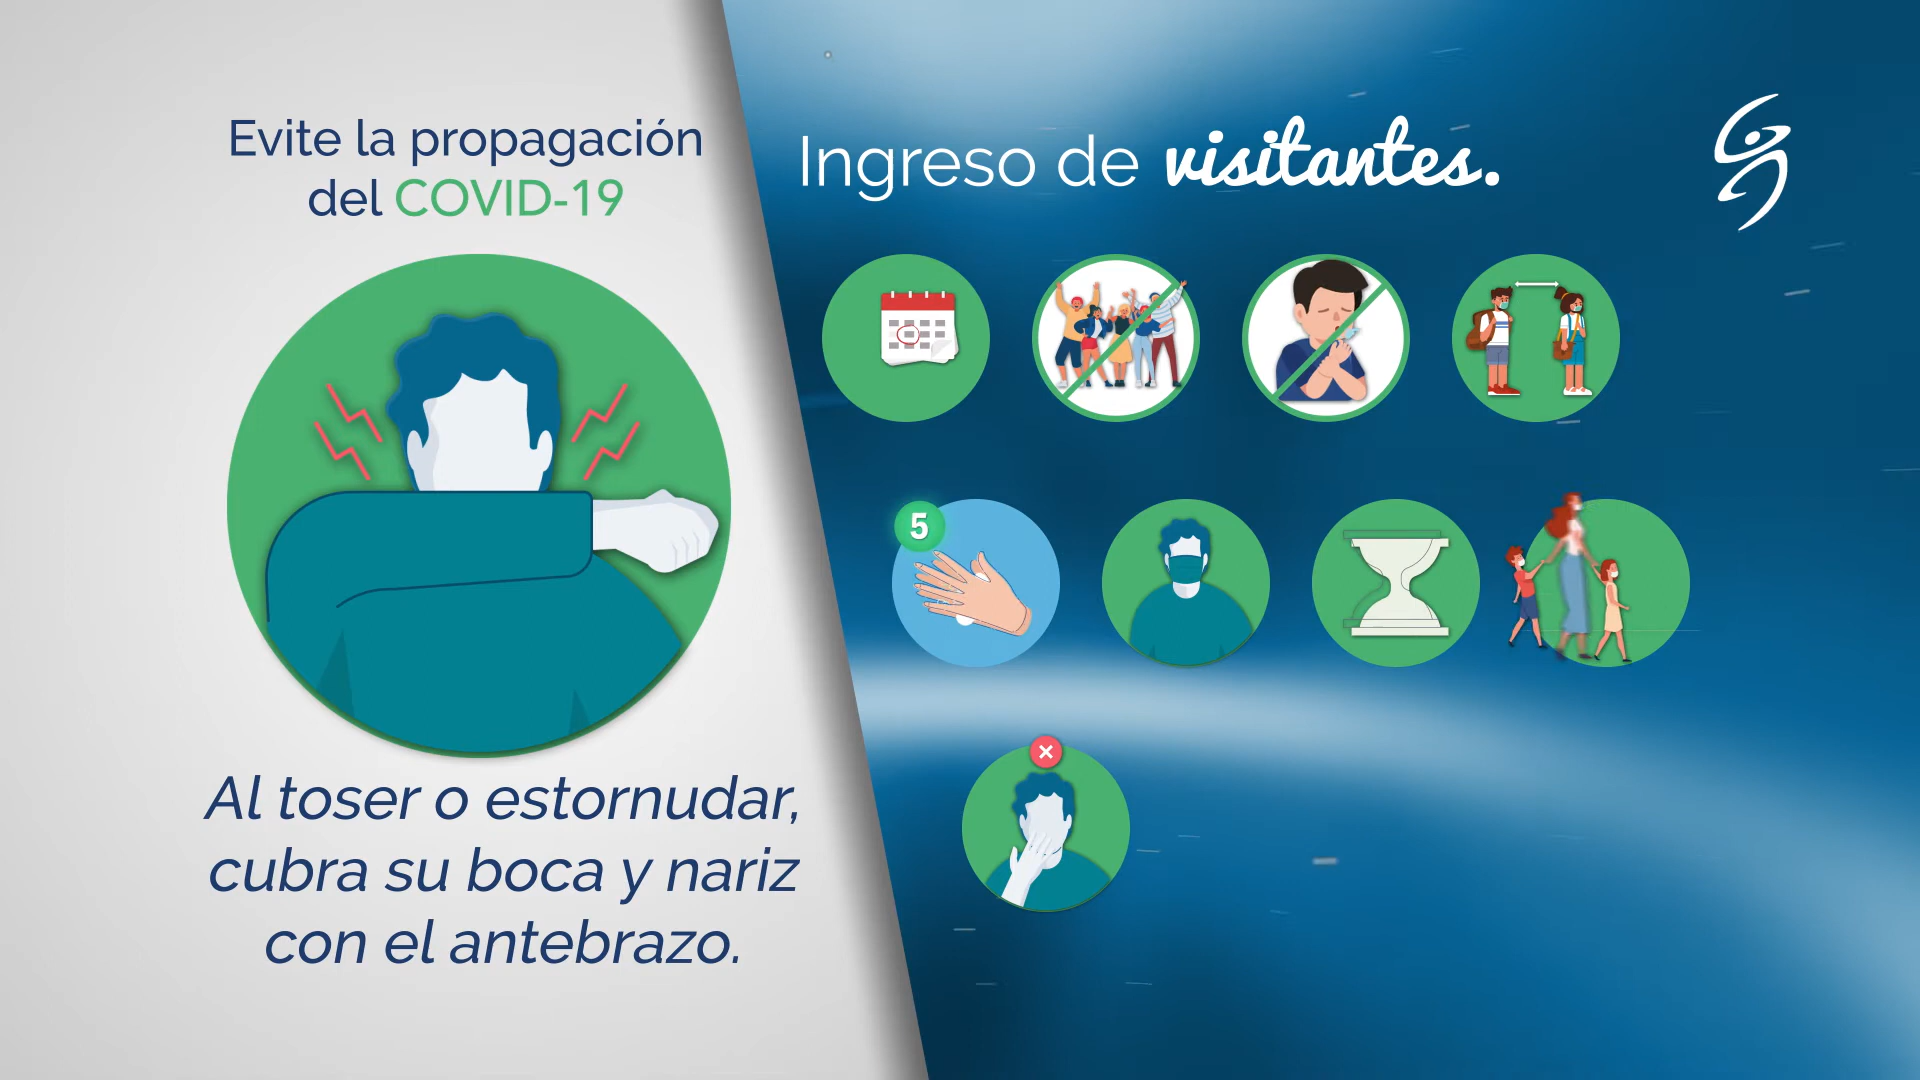 Evite la propagación
del COVID-19
Al toser o estornudar,
cubra su boca y nariz
con el antebrazo.
Ingreso de visitantes.
5